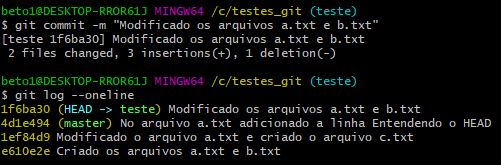 beto1@DESKTOP-RROR61J MINGW64 /c/testes_git (teste)
$ git commit -m "Modificado os arquivos a.txt e b.txt"
[teste 1f6ba30] Modificado os arquivos a.txt e b.txt
 2 files changed, 3 insertions(+), 1 deletion(-)
beto1@DESKTOP-RROR61J MINGW64 /c/testes_git (teste)
$ git log --oneline
1f6ba30 (HEAD -> teste) Modificado os arquivos a.txt e b.txt
4d1e494 (master) No arquivo a.txt adicionado a linha Entendendo o HEAD
1ef84d9 Modificado o arquivo a.txt e criado o arquivo c.txt
e610e2e Criados os arquivos a.txt e b.txt